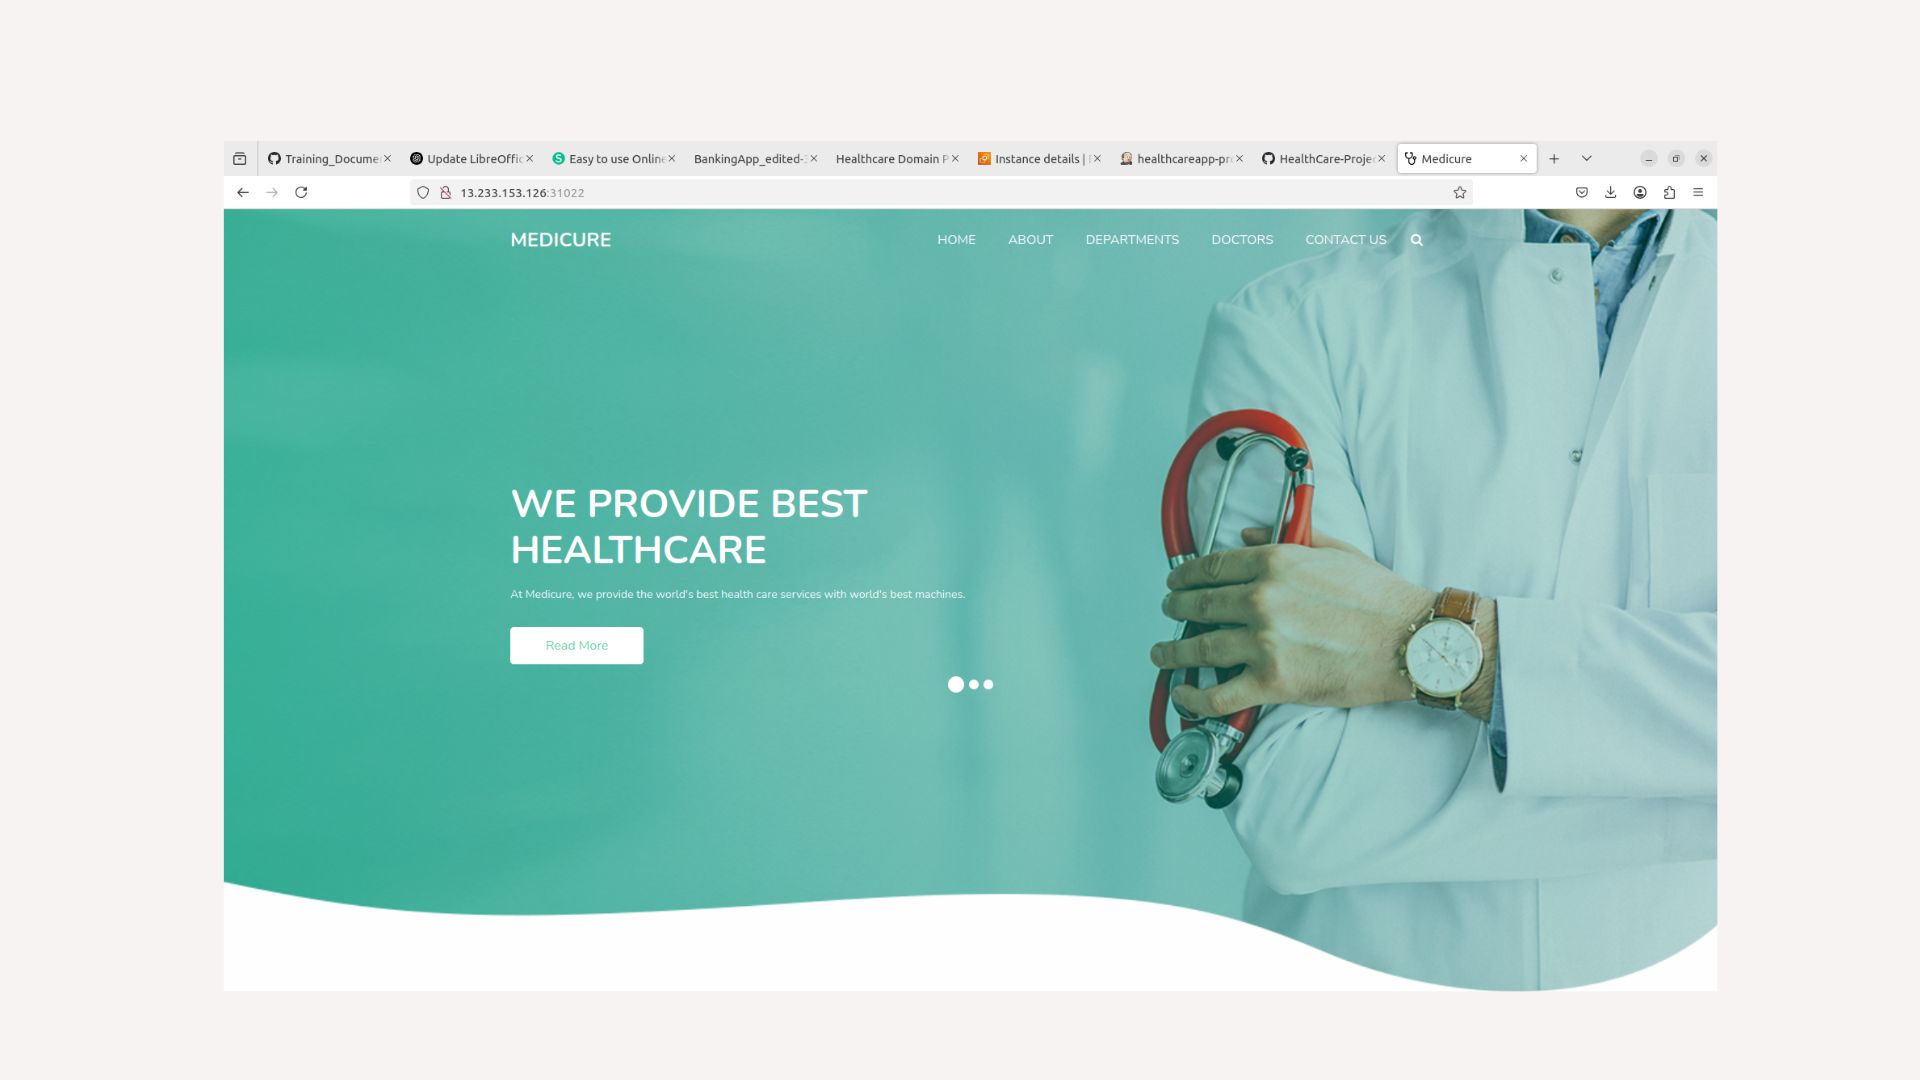 Training_Docume
Update LibreOffic
Easy to use Online
BankingApp_edited-
Healthcare Domain P
Instance details |
healthcareapp-pr
HealthCare-Proje
Medicure
13.233.153.126:31022
MEDICURE
HOME
ABOUT
DEPARTMENTS
DOCTORS
CONTACT US
WE PROVIDE BEST
HEALTHCARE
At Medicure, we provide the world's best health care services with world's best machines.
Read More